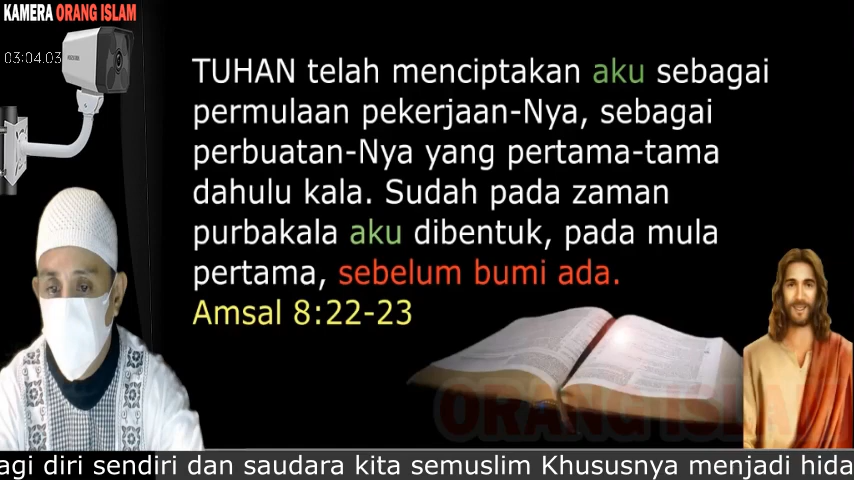 KAMERA ORANG ISLAM
03:04.03
TUHAN telah menciptakan aku sebagai
permulaan pekerjaan-Nya, sebagai
perbuatan-Nya yang pertama-tama
dahulu kala. Sudah pada zaman
purbakala aku dibentuk, pada mula
pertama, sebelum bumi ada.
Amsal 8:22-23
ORANG ISLAM
agi diri sendiri dan saudara kita semuslim Khususnya menjadi hida